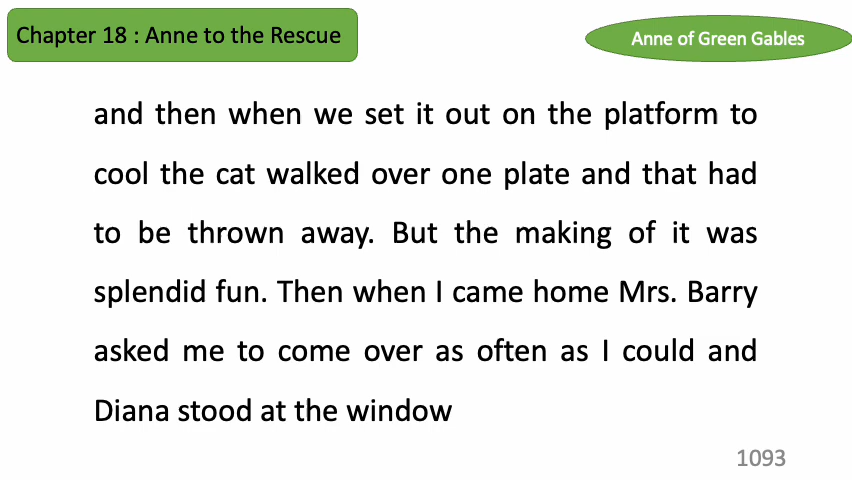 Chapter 18 : Anne to the Rescue
Anne of Green Gables
and then when we set it out on the platform to
cool the cat walked over one plate and that had
to be thrown away. But the making of it was
splendid fun. Then when I came home Mrs. Barry
asked me to come over as often as I could and
Diana stood at the window
1093